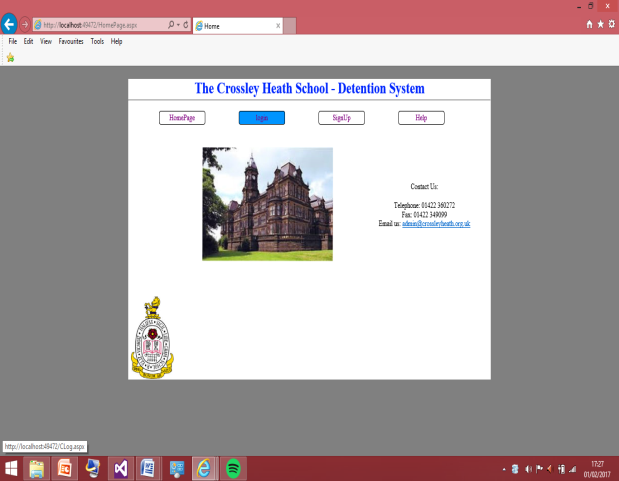 http://localhost:49472/HomePage.aspx
Home
File Edit View Favourites Tools Help
The Crossley Heath School - Detention System
HomePage
login
SignUp
Help
Contact Us:
Telephone: 01422 360272
Fax: 01422 349099
Email us: admin@crossleyheath.org.uk
http://localhost:49472/CLog.aspx
17:27
01/02/2017